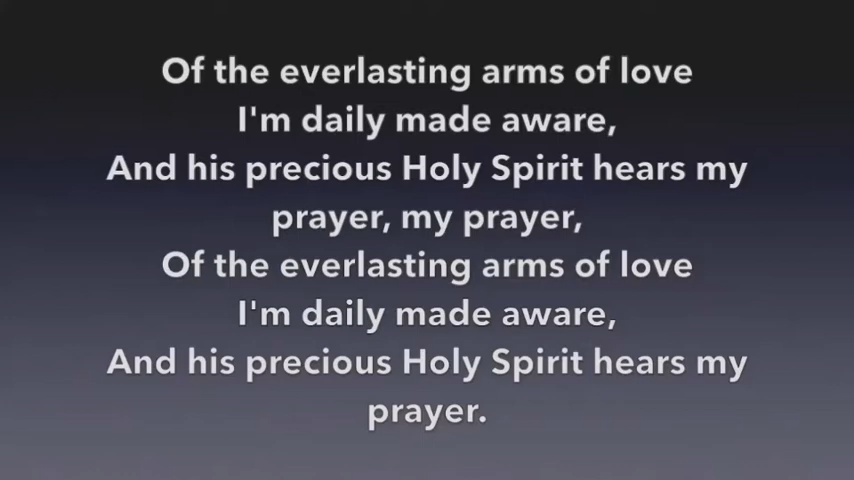 Of the everlasting arms of love
I'm daily made aware,
And his precious Holy Spirit hears my
prayer, my prayer,
Of the everlasting arms of love
I'm daily made aware,
And his precious Holy Spirit hears my
prayer.